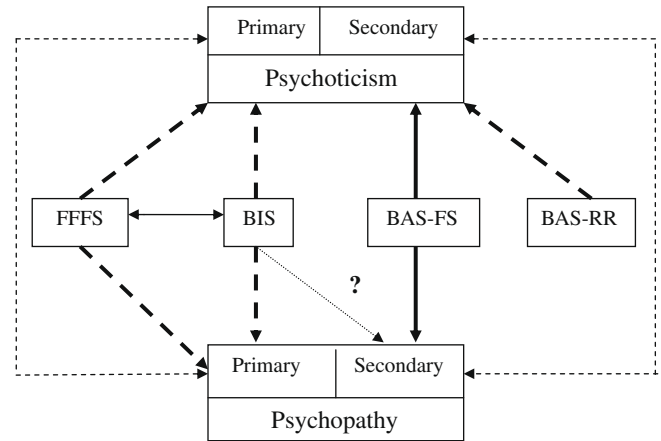 Primary Secondary
Psychoticism
FFFS BIS BAS-FS BAS-RR
?
Primary Secondary
Psychopathy